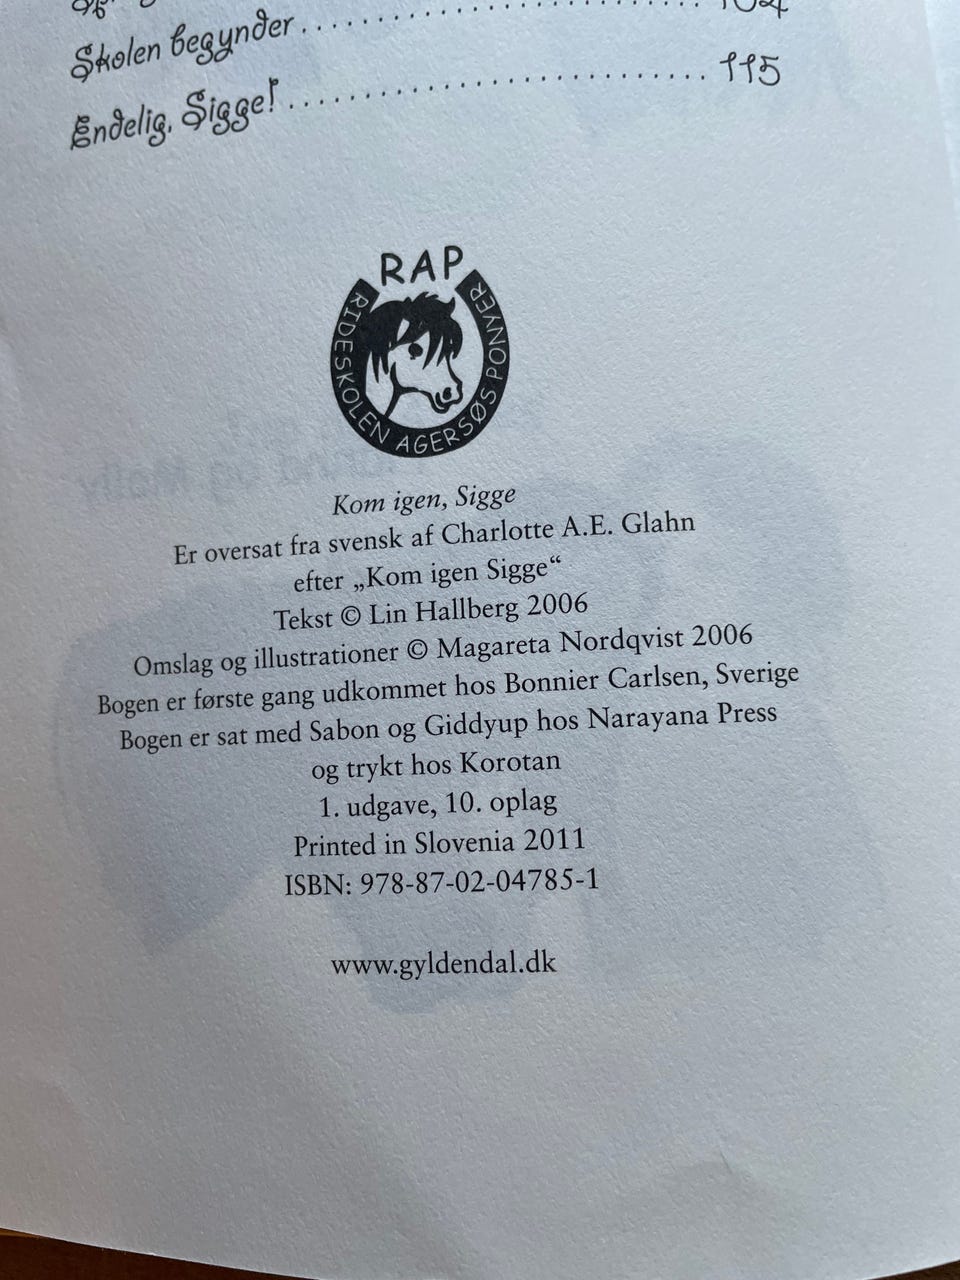 Skolen begynder.................................104
Endelig, Sigge!.................................115
RAP
RIDESKOLEN AGERSØS PONYER
Kom igen, Sigge
Er oversat fra svensk af Charlotte A.E. Glahn
efter „Kom igen Sigge“
Tekst © Lin Hallberg 2006
Omslag og illustrationer © Magareta Nordqvist 2006
Bogen er første gang udkommet hos Bonnier Carlsen, Sverige
Bogen er sat med Sabon og Giddyup hos Narayana Press
og trykt hos Korotan
1. udgave, 10. oplag
Printed in Slovenia 2011
ISBN: 978-87-02-04785-1
www.gyldendal.dk